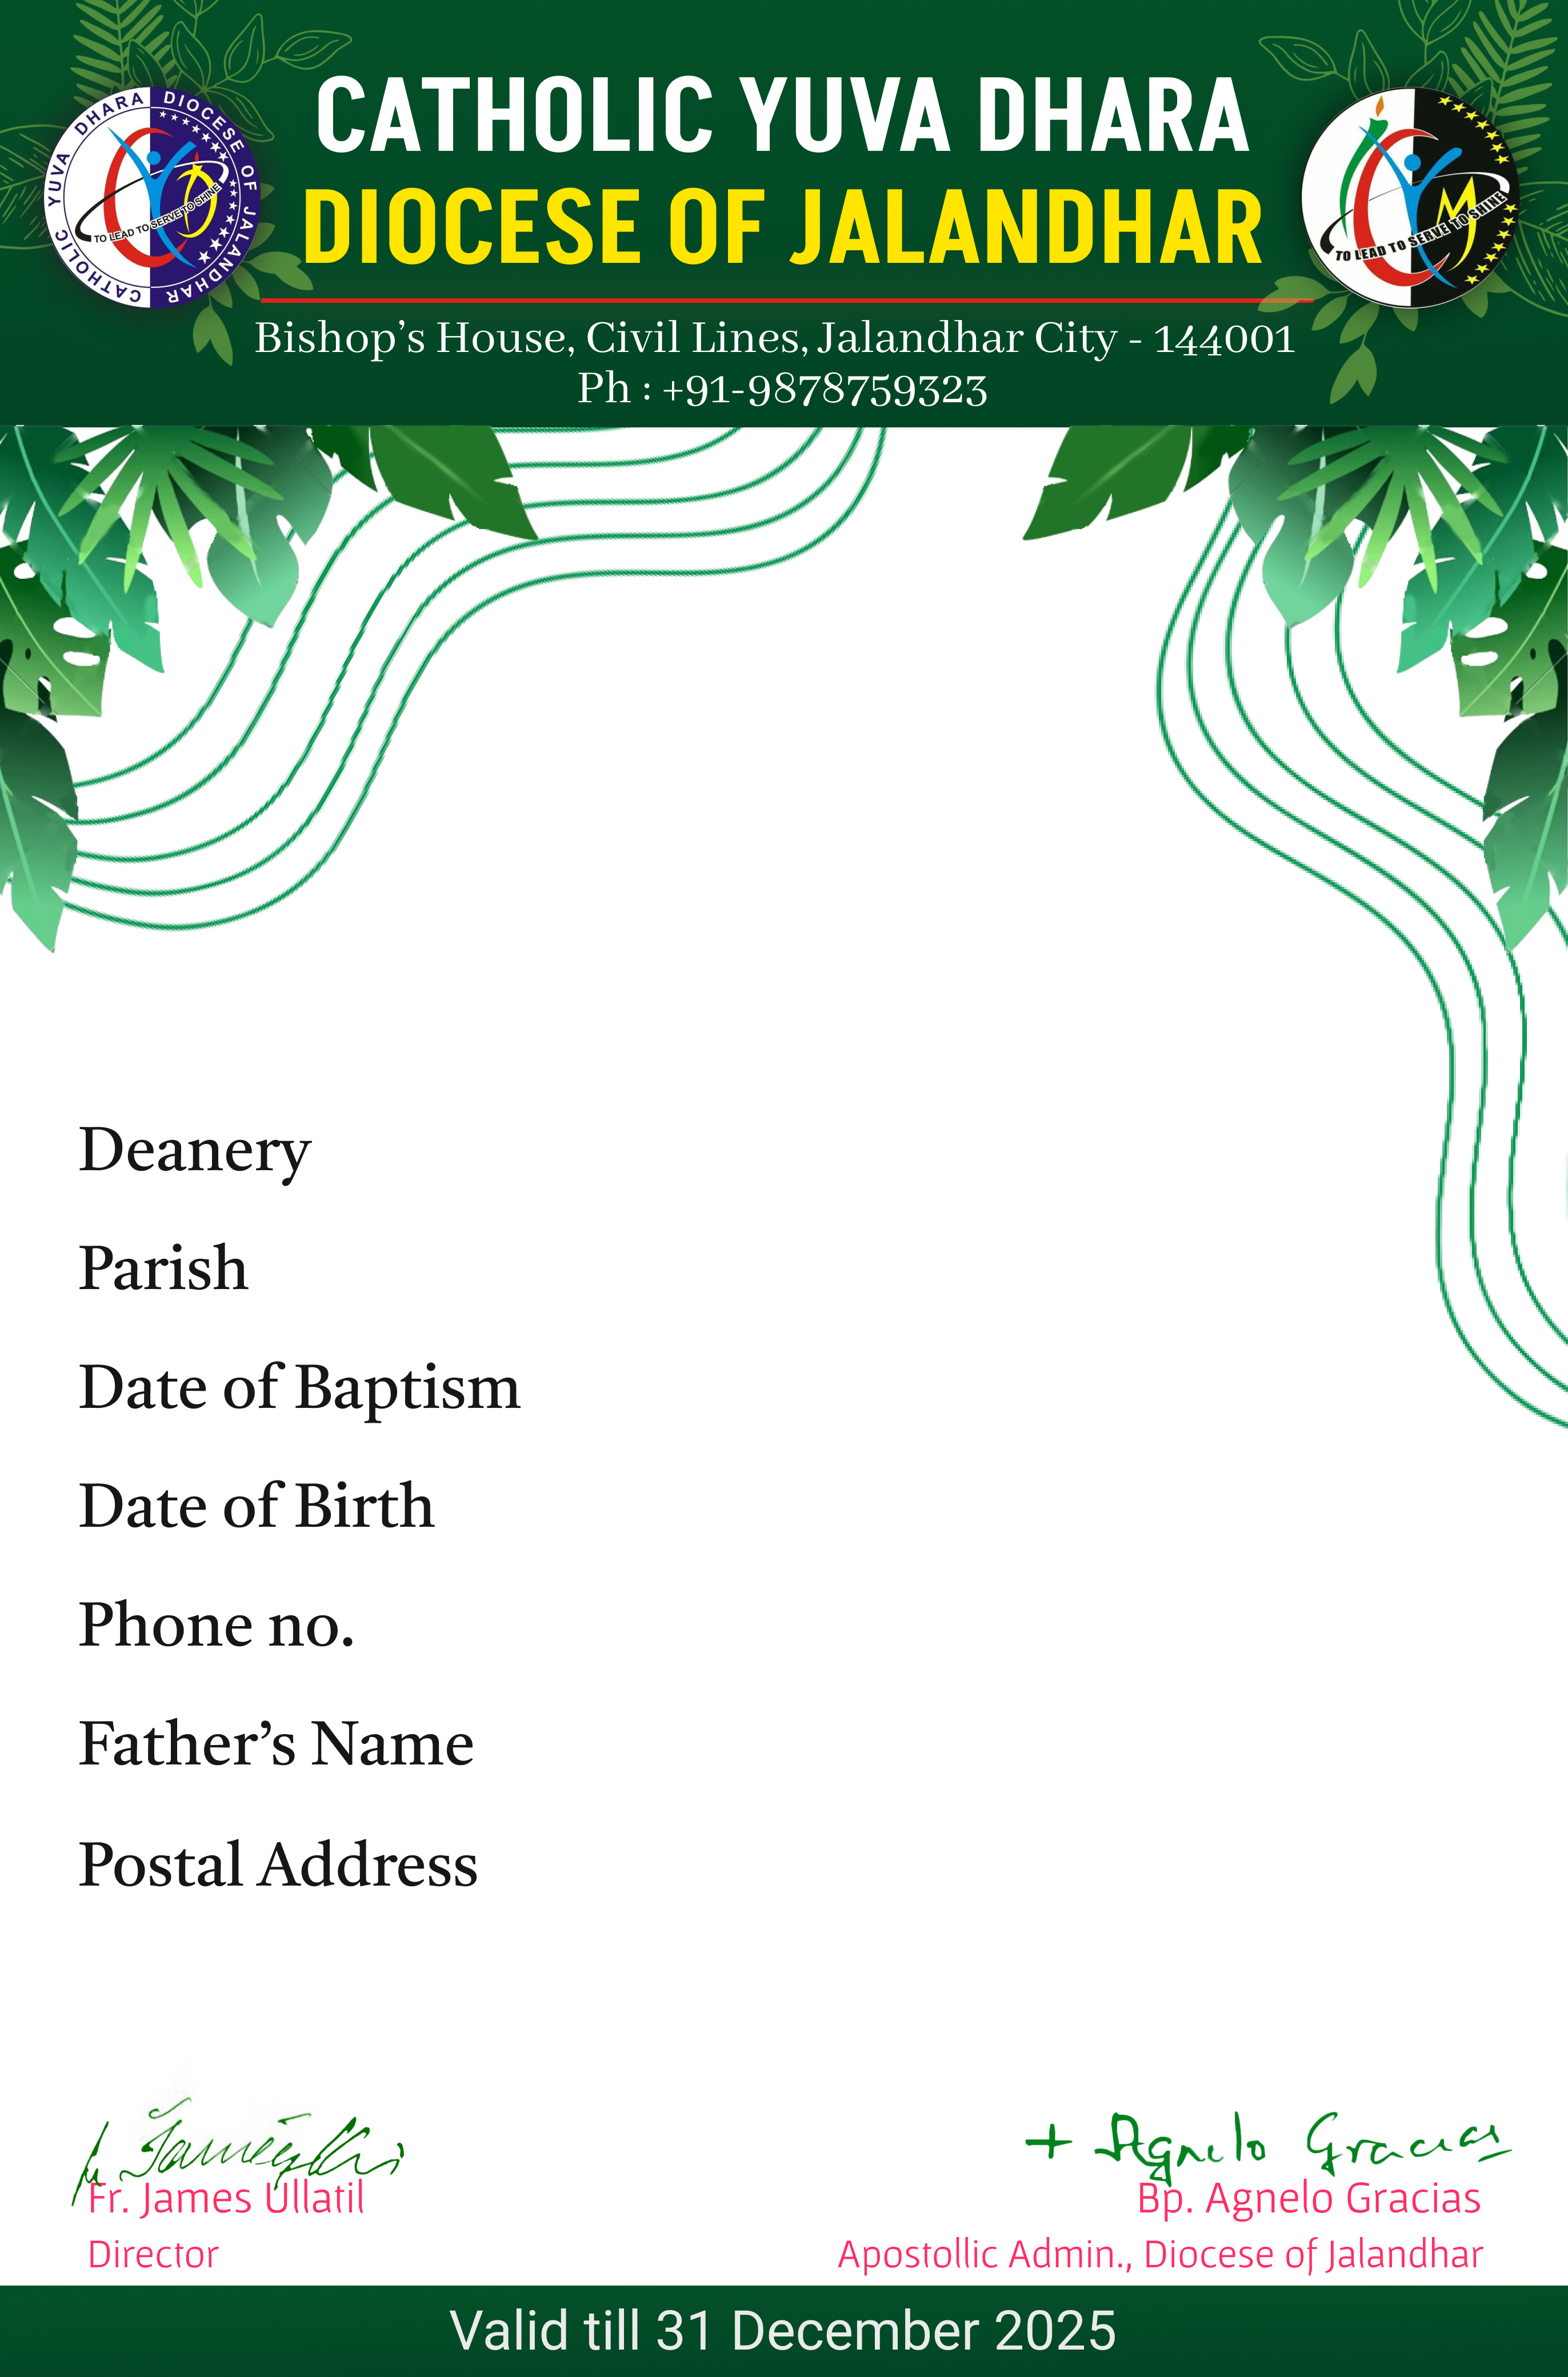 CATHOLIC YUVA DHARA
DIOCESE OF JALANDHAR
CATHOLIC YUVA DHARA DIOCESE OF JALANDHAR
TO LEAD TO SERVE TO SHINE
TO LEAD TO SERVE TO SHINE
Bishop’s House, Civil Lines, Jalandhar City - 144001
Ph : +91-9878759323
Deanery
Parish
Date of Baptism
Date of Birth
Phone no.
Father’s Name
Postal Address
+ Agnelo Gracias
Fr. James Ullatil
Bp. Agnelo Gracias
Director
Apostollic Admin., Diocese of Jalandhar
Valid till 31 December 2025